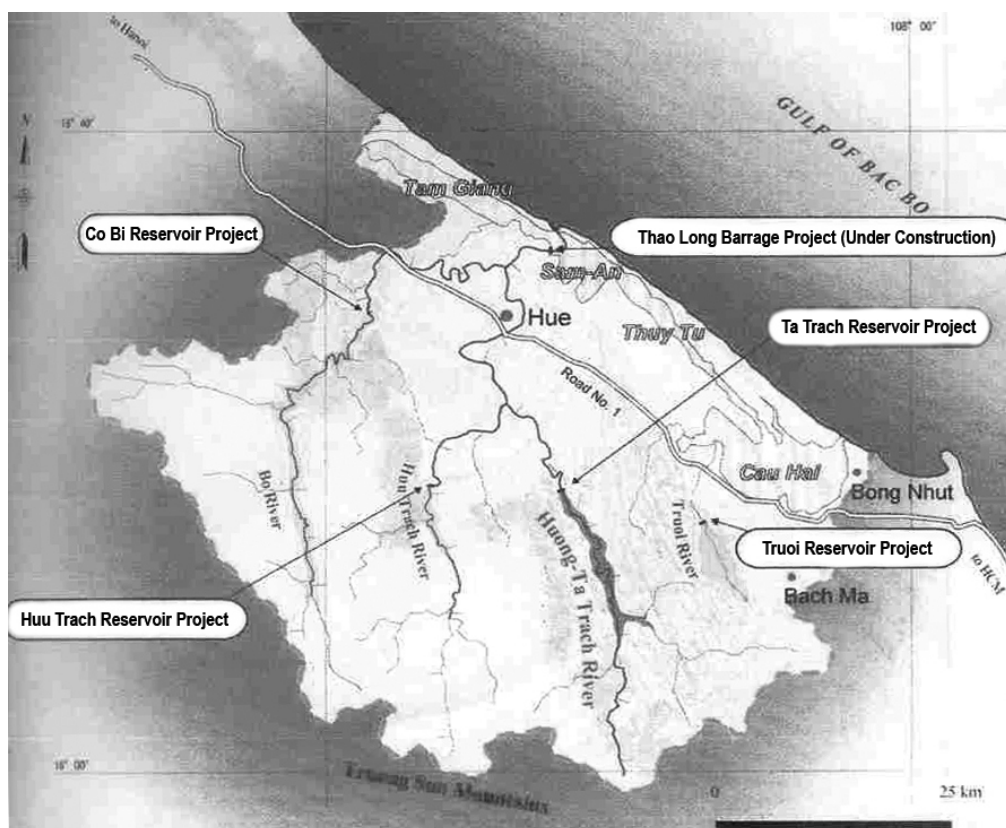 to Hanoi
108° 00'
N
16° 40'
GULF OF BAC BO
Tam Giang
Co Bi Reservoir Project
Thao Long Barrage Project (Under Construction)
Sam-An
Hue
Thuy Tu
Ta Trach Reservoir Project
Road No. 1
Cau Hai
Bong Nhut
Bo River
Huu Trach River
Huong-Ta Trach River
Truoi River
Truoi Reservoir Project
to HCM
Bach Ma
Huu Trach Reservoir Project
16° 00'
Truong Sun Mountains
0 25 km